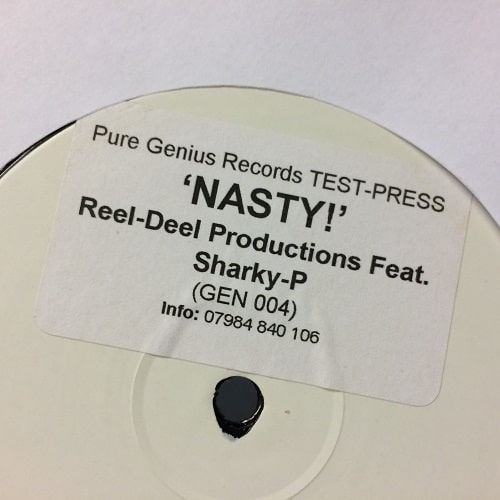 Pure Genius Records TEST-PRESS
'NASTY!'
Reel-Deel Productions Feat.
Sharky-P
(GEN 004)
Info: 07984 840 106